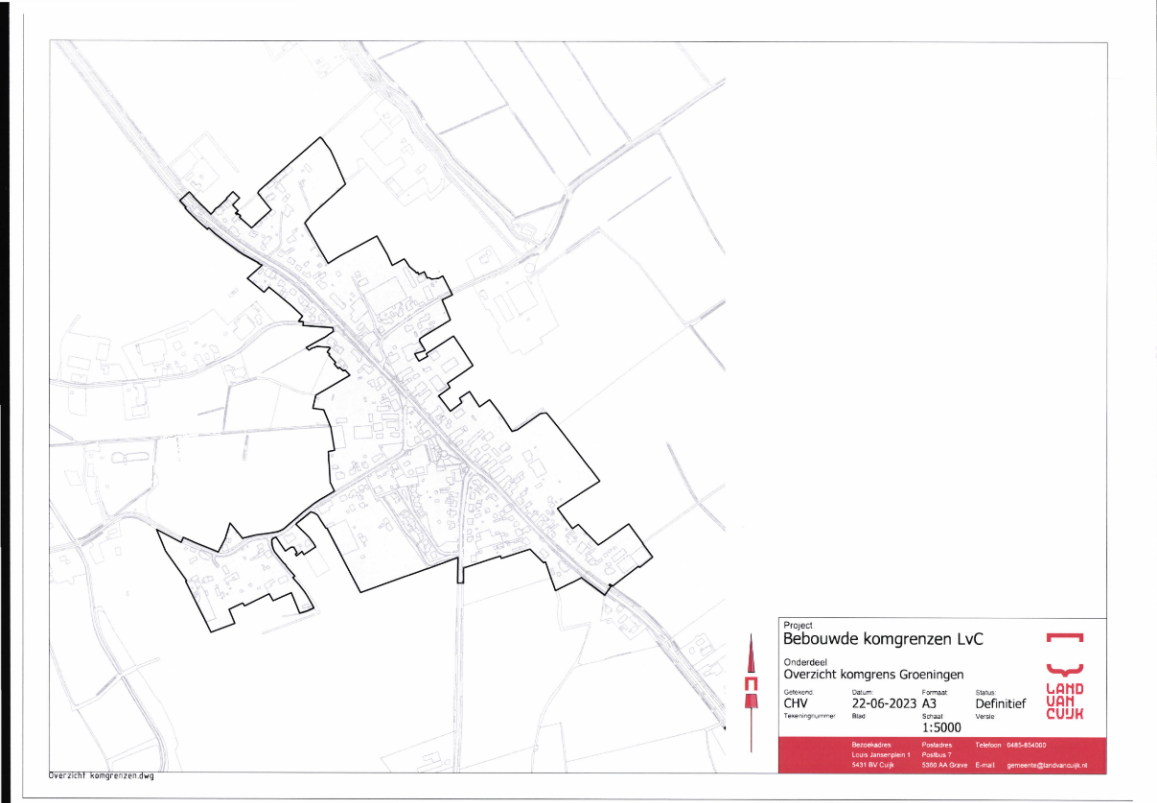 Project
Bebouwde komgrenzen LvC
Onderdeel
Overzicht komgrens Groeningen
Getekend: Datum: Formaat: Status:
CHV 22-06-2023 A3 Definitief
Tekeningnummer Blad Schaal Versie
1:5000
LAND
VAN
CUIJK
Bezoekadres Postadres Telefoon 0485-854000
Louis Jansenplein 1 Postbus 7
5431 BV Cuijk 5360 AA Grave E-mail gemeente@landvancuijk.nl
Overzicht komgrenzen.dwg